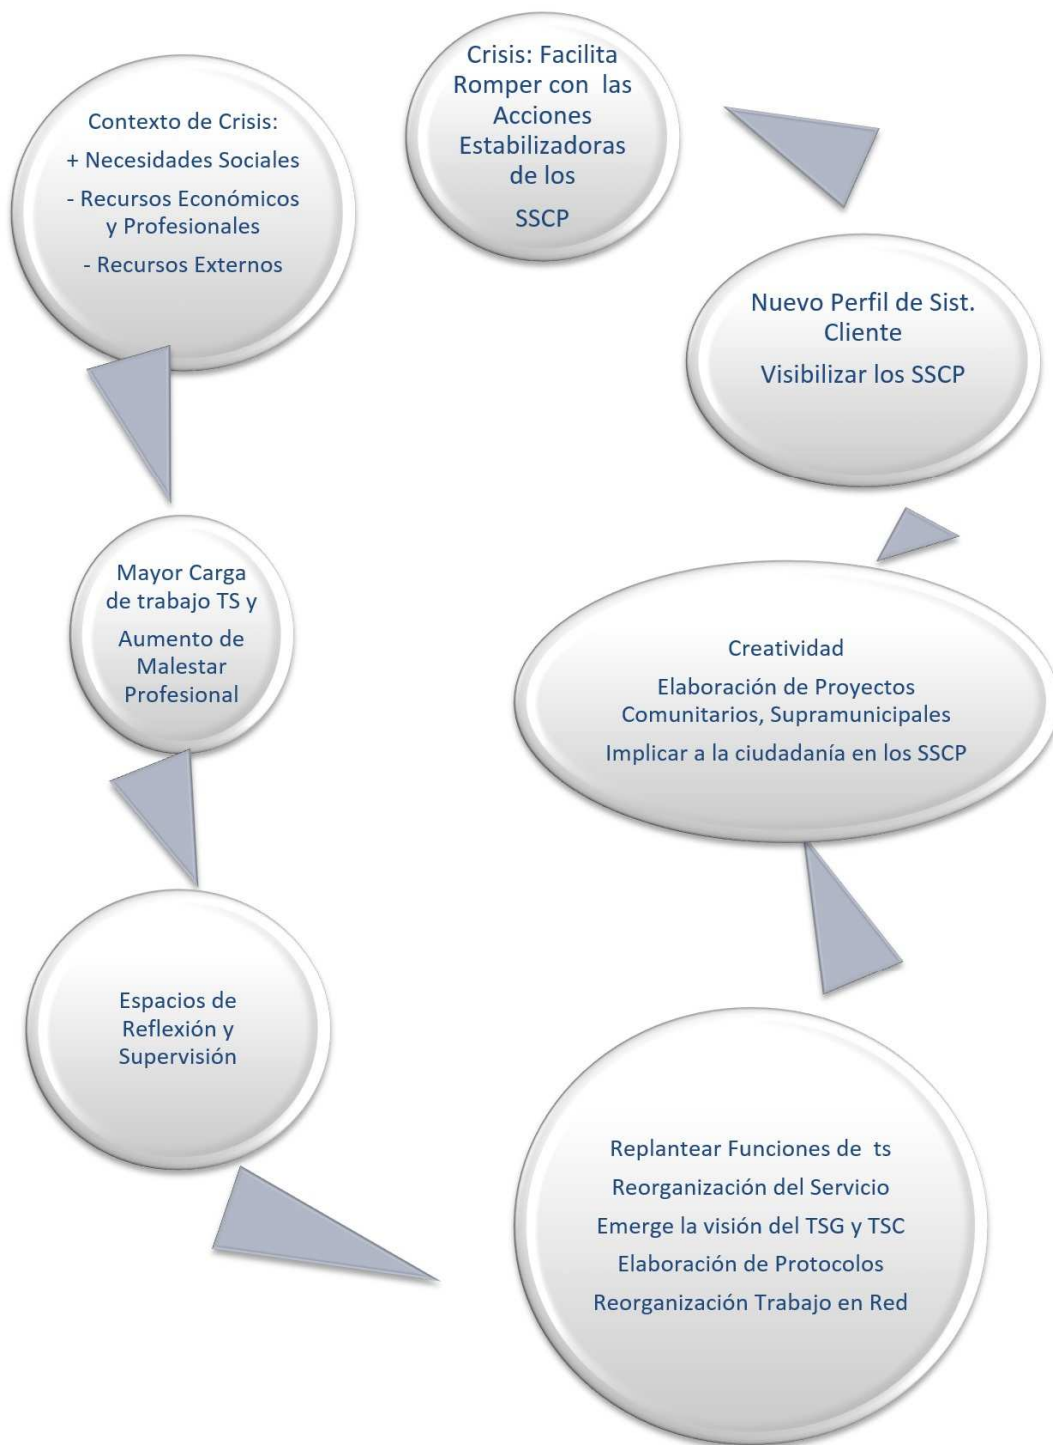 Contexto de Crisis:
+ Necesidades Sociales
- Recursos Económicos
y Profesionales
- Recursos Externos
Mayor Carga
de trabajo TS y
Aumento de
Malestar
Profesional
Espacios de
Reflexión y
Supervisión
Replantear Funciones de ts
Reorganización del Servicio
Emerge la visión del TSG y TSC
Elaboración de Protocolos
Reorganización Trabajo en Red
Creatividad
Elaboración de Proyectos
Comunitarios, Supramunicipales
Implicar a la ciudadanía en los SSCP
Nuevo Perfil de Sist.
Cliente
Visibilizar los SSCP
Crisis: Facilita
Romper con las
Acciones
Estabilizadoras
de los
SSCP